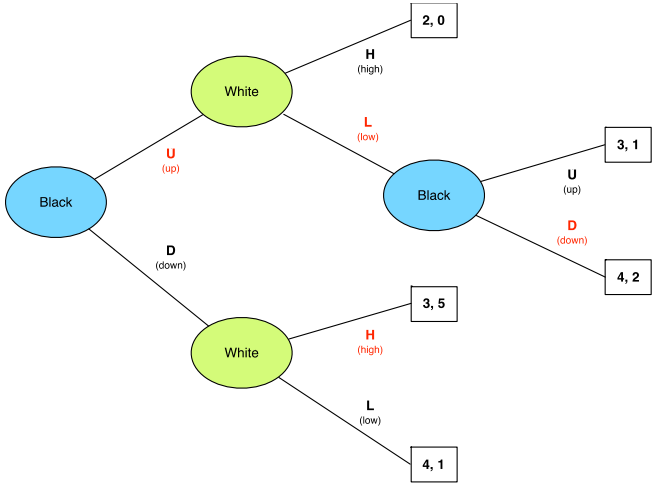 2, 0
White
H
(high)
L
(low)
U
(up)
3, 1
U
(up)
Black
Black
D
(down)
D
(down)
4, 2
3, 5
H
(high)
White
L
(low)
4, 1